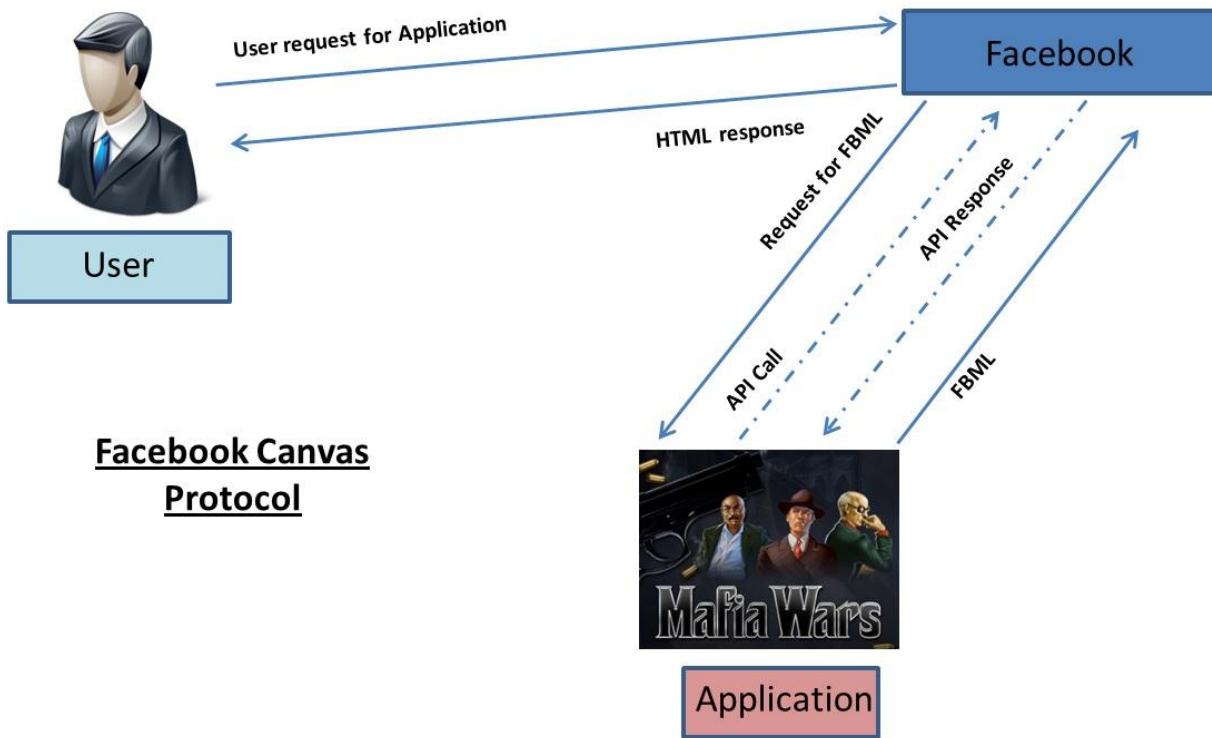 User request for Application
Facebook
HTML response
Request for FBML
API Response
User
API Call
FBML
Facebook Canvas
Protocol
Mafia Wars
Application